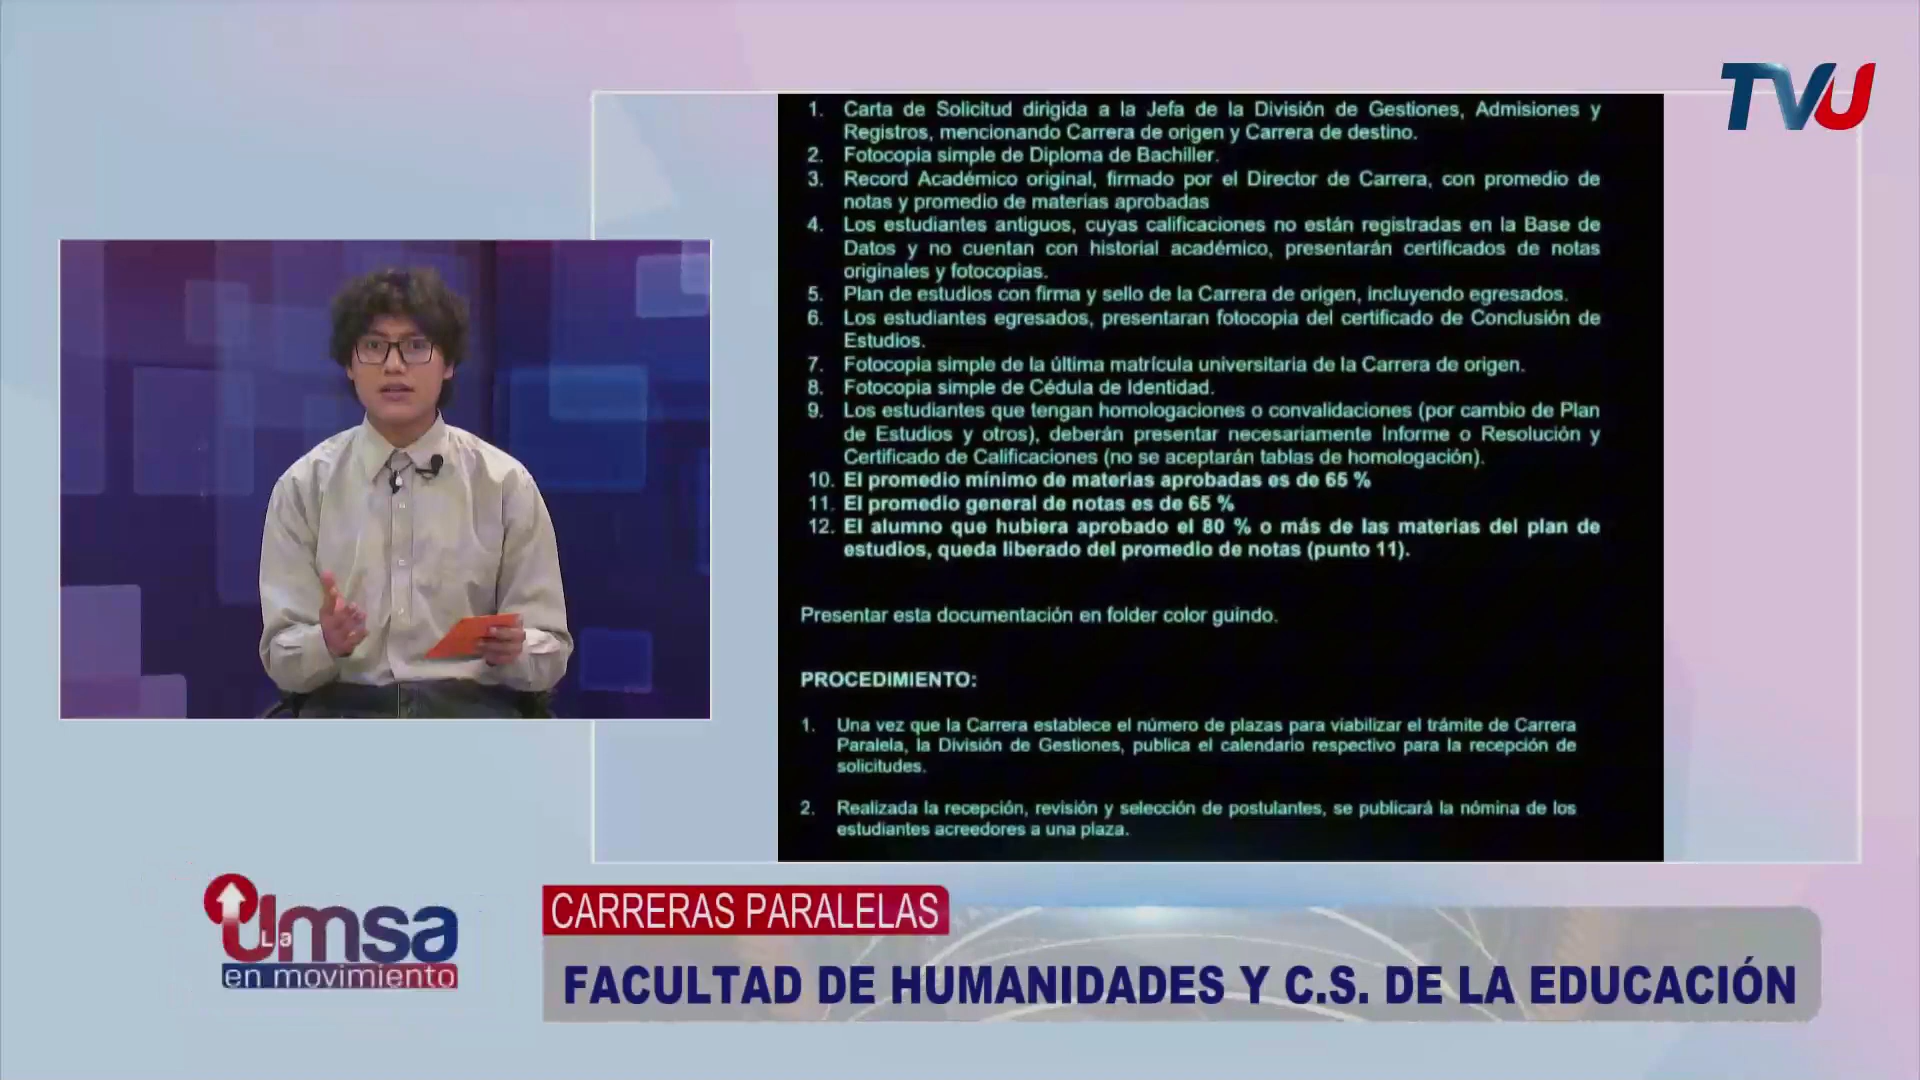 TVU
1. Carta de Solicitud dirigida a la Jefa de la División de Gestiones, Admisiones y
Registros, mencionando Carrera de origen y Carrera de destino.
2. Fotocopia simple de Diploma de Bachiller.
3. Record Académico original, firmado por el Director de Carrera, con promedio de
notas y promedio de materias aprobadas
4. Los estudiantes antiguos, cuyas calificaciones no están registradas en la Base de
Datos y no cuentan con historial académico, presentarán certificados de notas
originales y fotocopias.
5. Plan de estudios con firma y sello de la Carrera de origen, incluyendo egresados.
6. Los estudiantes egresados, presentaran fotocopia del certificado de Conclusión de
Estudios.
7. Fotocopia simple de la última matrícula universitaria de la Carrera de origen.
8. Fotocopia simple de Cédula de Identidad.
9. Los estudiantes que tengan homologaciones o convalidaciones (por cambio de Plan
de Estudios y otros), deberán presentar necesariamente Informe o Resolución y
Certificado de Calificaciones (no se aceptarán tablas de homologación).
10. El promedio mínimo de materias aprobadas es de 65 %
11. El promedio general de notas es de 65 %
12. El alumno que hubiera aprobado el 80 % o más de las materias del plan de
estudios, queda liberado del promedio de notas (punto 11).
Presentar esta documentación en folder color guindo.
PROCEDIMIENTO:
1. Una vez que la Carrera establece el número de plazas para viabilizar el trámite de Carrera
Paralela, la División de Gestiones, publica el calendario respectivo para la recepción de
solicitudes.
2. Realizada la recepción, revisión y selección de postulantes, se publicará la nómina de los
estudiantes acreedores a una plaza.
La Umsa
en movimiento
CARRERAS PARALELAS
FACULTAD DE HUMANIDADES Y C.S. DE LA EDUCACIÓN